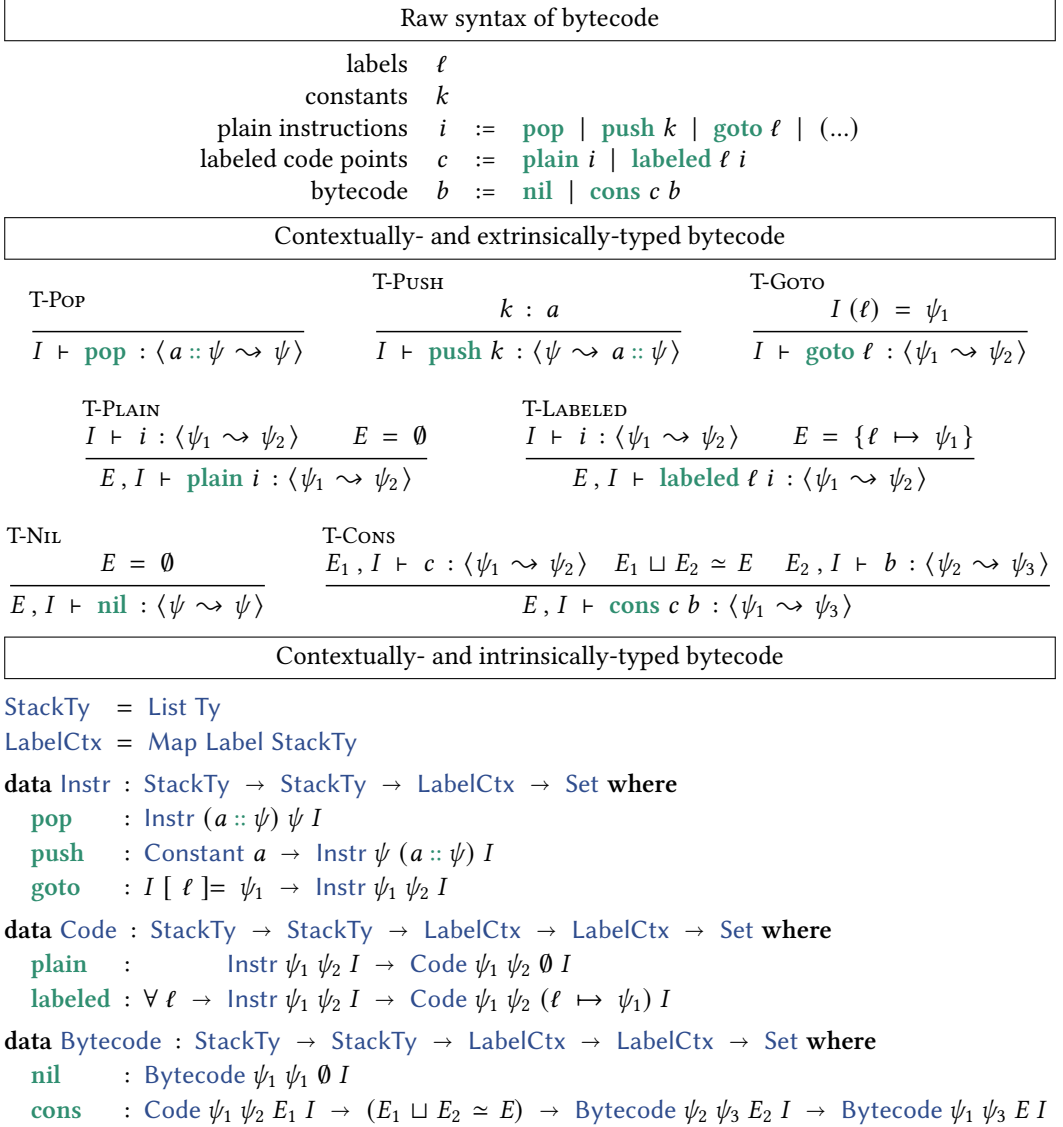 Raw syntax of bytecode
labels ℓ
constants k
plain instructions i := pop | push k | goto ℓ | (...)
labeled code points c := plain i | labeled ℓ i
bytecode b := nil | cons c b
Contextually- and extrinsically-typed bytecode
T-Pop
I ⊢ pop : ⟨ a :: ψ ⇝ ψ ⟩
T-Push
k : a
I ⊢ push k : ⟨ ψ ⇝ a :: ψ ⟩
T-Goto
I (ℓ) = ψ₁
I ⊢ goto ℓ : ⟨ ψ₁ ⇝ ψ₂ ⟩
T-Plain
I ⊢ i : ⟨ ψ₁ ⇝ ψ₂ ⟩ E = ∅
E , I ⊢ plain i : ⟨ ψ₁ ⇝ ψ₂ ⟩
T-Labeled
I ⊢ i : ⟨ ψ₁ ⇝ ψ₂ ⟩ E = {ℓ ↦ ψ₁}
E , I ⊢ labeled ℓ i : ⟨ ψ₁ ⇝ ψ₂ ⟩
T-Nil
E = ∅
E , I ⊢ nil : ⟨ ψ ⇝ ψ ⟩
T-Cons
E₁ , I ⊢ c : ⟨ ψ₁ ⇝ ψ₂ ⟩ E₁ ⊔ E₂ ≃ E E₂ , I ⊢ b : ⟨ ψ₂ ⇝ ψ₃ ⟩
E , I ⊢ cons c b : ⟨ ψ₁ ⇝ ψ₃ ⟩
Contextually- and intrinsically-typed bytecode
StackTy = List Ty
LabelCtx = Map Label StackTy
data Instr : StackTy → StackTy → LabelCtx → Set where
pop : Instr (a :: ψ) ψ I
push : Constant a → Instr ψ (a :: ψ) I
goto : I [ ℓ ]= ψ₁ → Instr ψ₁ ψ₂ I
data Code : StackTy → StackTy → LabelCtx → LabelCtx → Set where
plain : Instr ψ₁ ψ₂ I → Code ψ₁ ψ₂ ∅ I
labeled : ∀ ℓ → Instr ψ₁ ψ₂ I → Code ψ₁ ψ₂ (ℓ ↦ ψ₁) I
data Bytecode : StackTy → StackTy → LabelCtx → LabelCtx → Set where
nil : Bytecode ψ₁ ψ₁ ∅ I
cons : Code ψ₁ ψ₂ E₁ I → (E₁ ⊔ E₂ ≃ E) → Bytecode ψ₂ ψ₃ E₂ I → Bytecode ψ₁ ψ₃ E I